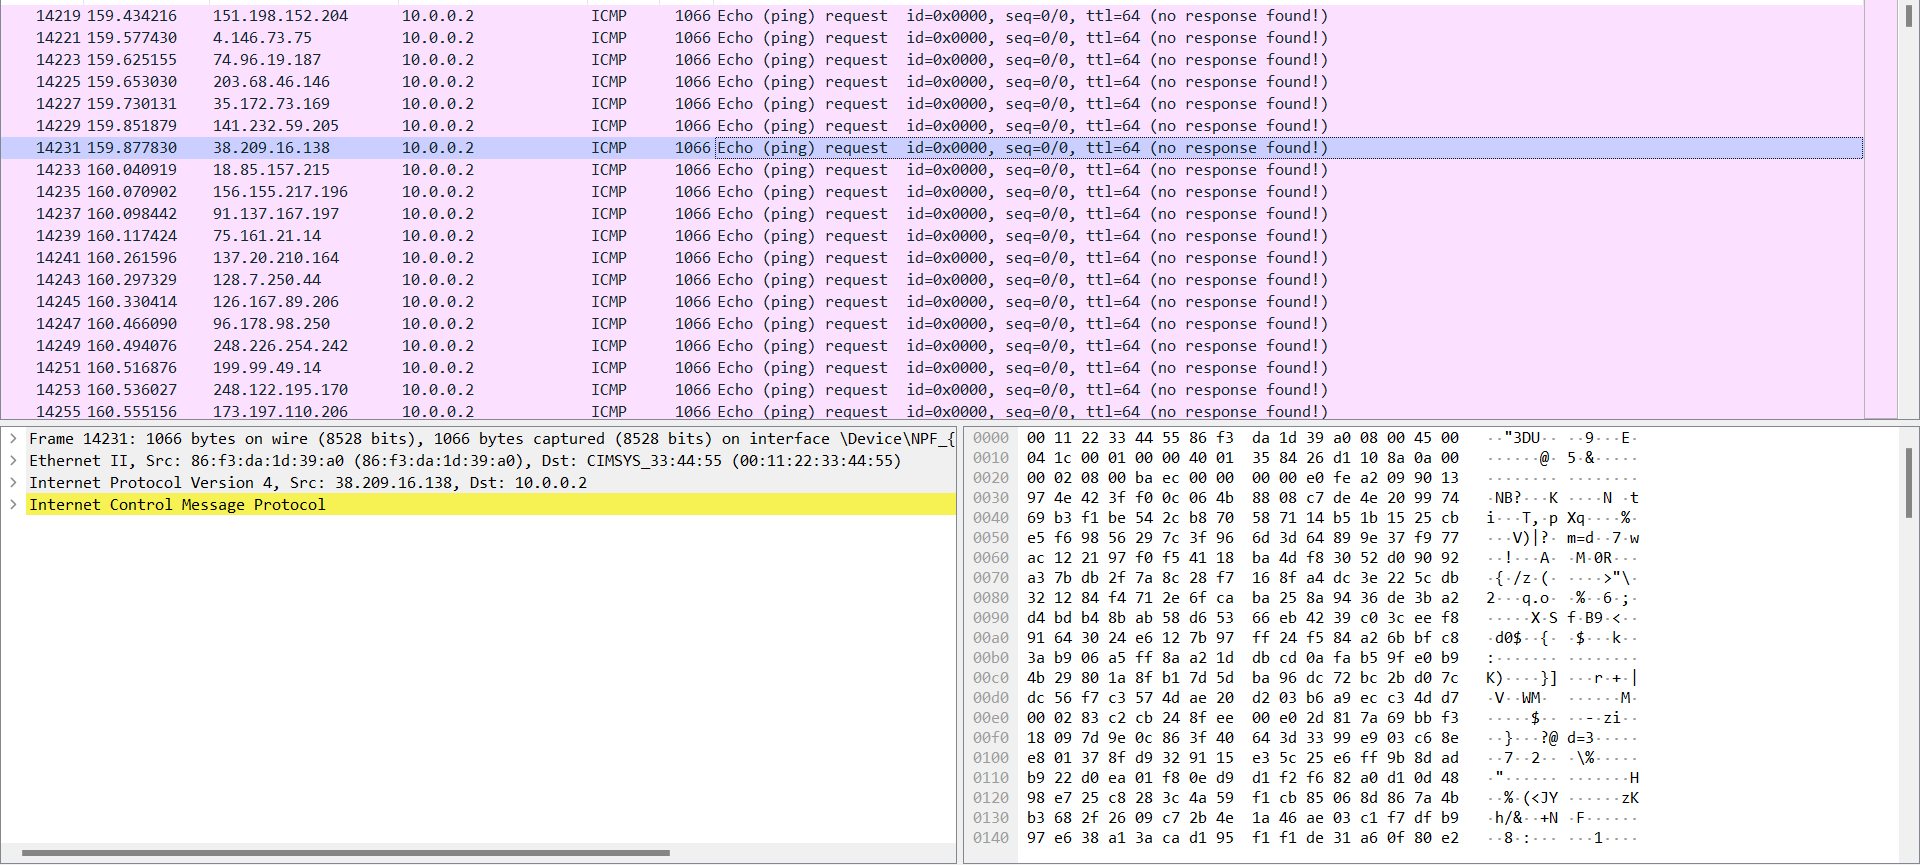 14219 159.434216 151.198.152.204 10.0.0.2 ICMP 1066 Echo (ping) request id=0x0000, seq=0/0, ttl=64 (no response found!)
14221 159.577430 4.146.73.75 10.0.0.2 ICMP 1066 Echo (ping) request id=0x0000, seq=0/0, ttl=64 (no response found!)
14223 159.625155 74.96.19.187 10.0.0.2 ICMP 1066 Echo (ping) request id=0x0000, seq=0/0, ttl=64 (no response found!)
14225 159.653030 203.68.46.146 10.0.0.2 ICMP 1066 Echo (ping) request id=0x0000, seq=0/0, ttl=64 (no response found!)
14227 159.730131 35.172.73.169 10.0.0.2 ICMP 1066 Echo (ping) request id=0x0000, seq=0/0, ttl=64 (no response found!)
14229 159.851879 141.232.59.205 10.0.0.2 ICMP 1066 Echo (ping) request id=0x0000, seq=0/0, ttl=64 (no response found!)
14231 159.877830 38.209.16.138 10.0.0.2 ICMP 1066 Echo (ping) request id=0x0000, seq=0/0, ttl=64 (no response found!)
14233 160.040919 18.85.157.215 10.0.0.2 ICMP 1066 Echo (ping) request id=0x0000, seq=0/0, ttl=64 (no response found!)
14235 160.070902 156.155.217.196 10.0.0.2 ICMP 1066 Echo (ping) request id=0x0000, seq=0/0, ttl=64 (no response found!)
14237 160.098442 91.137.167.197 10.0.0.2 ICMP 1066 Echo (ping) request id=0x0000, seq=0/0, ttl=64 (no response found!)
14239 160.117424 75.161.21.14 10.0.0.2 ICMP 1066 Echo (ping) request id=0x0000, seq=0/0, ttl=64 (no response found!)
14241 160.261596 137.20.210.164 10.0.0.2 ICMP 1066 Echo (ping) request id=0x0000, seq=0/0, ttl=64 (no response found!)
14243 160.297329 128.7.250.44 10.0.0.2 ICMP 1066 Echo (ping) request id=0x0000, seq=0/0, ttl=64 (no response found!)
14245 160.330414 126.167.89.206 10.0.0.2 ICMP 1066 Echo (ping) request id=0x0000, seq=0/0, ttl=64 (no response found!)
14247 160.466090 96.178.98.250 10.0.0.2 ICMP 1066 Echo (ping) request id=0x0000, seq=0/0, ttl=64 (no response found!)
14249 160.494076 248.226.254.242 10.0.0.2 ICMP 1066 Echo (ping) request id=0x0000, seq=0/0, ttl=64 (no response found!)
14251 160.516876 199.99.49.14 10.0.0.2 ICMP 1066 Echo (ping) request id=0x0000, seq=0/0, ttl=64 (no response found!)
14253 160.536027 248.122.195.170 10.0.0.2 ICMP 1066 Echo (ping) request id=0x0000, seq=0/0, ttl=64 (no response found!)
14255 160.555156 173.197.110.206 10.0.0.2 ICMP 1066 Echo (ping) request id=0x0000, seq=0/0, ttl=64 (no response found!)
Frame 14231: 1066 bytes on wire (8528 bits), 1066 bytes captured (8528 bits) on interface \Device\NPF_{
Ethernet II, Src: 86:f3:da:1d:39:a0 (86:f3:da:1d:39:a0), Dst: CIMSYS_33:44:55 (00:11:22:33:44:55)
Internet Protocol Version 4, Src: 38.209.16.138, Dst: 10.0.0.2
Internet Control Message Protocol
0000 00 11 22 33 44 55 86 f3 da 1d 39 a0 08 00 45 00 ··"3DU·· ··9···E·
0010 04 1c 00 01 00 00 40 01 35 84 26 d1 10 8a 0a 00 ······@· 5·&·····
0020 00 02 08 00 ba ec 00 00 00 00 e0 fe a2 09 90 13 ········ ········
0030 97 4e 42 3f f0 0c 06 4b 88 08 c7 de 4e 20 99 74 ·NB?···K ····N ·t
0040 69 b3 f1 be 54 2c b8 70 58 71 14 b5 1b 15 25 cb i···T,·p Xq····%·
0050 e5 f6 98 56 29 7c 3f 96 6d 3d 64 89 9e 37 f9 77 ···V)|?· m=d··7·w
0060 ac 12 21 97 f0 f5 41 18 ba 4d f8 30 52 d0 90 92 ··!···A· ·M·0R···
0070 a3 7b db 2f 7a 8c 28 f7 16 8f a4 dc 3e 22 5c db ·{·/z·(· ····>"\·
0080 32 12 84 f4 71 2e 6f ca ba 25 8a 94 36 de 3b a2 2···q.o· ·%··6·;·
0090 d4 bd b4 8b ab 58 d6 53 66 eb 42 39 c0 3c ee f8 ·····X·S f·B9·<··
00a0 91 64 30 24 e6 12 7b 97 ff 24 f5 84 a2 6b bf c8 ·d0$··{· ·$···k··
00b0 3a b9 06 a5 ff 8a a2 1d db cd 0a fa b5 9f e0 b9 :······· ········
00c0 4b 29 80 1a 8f b1 7d 5d ba 96 dc 72 bc 2b d0 7c K)····}] ···r·+·|
00d0 dc 56 f7 c3 57 4d ae 20 d2 03 b6 a9 ec c3 4d d7 ·V··WM·  ······M·
00e0 00 02 83 c2 cb 24 8f ee 00 e0 2d 81 7a 69 bb f3 ·····$·· ··-·zi··
00f0 18 09 7d 9e 0c 86 3f 40 64 3d 33 99 e9 03 c6 8e ··}···?@ d=3·····
0100 e8 01 37 8f d9 32 91 15 e3 5c 25 e6 ff 9b 8d ad ··7··2·· ·\%·····
0110 b9 22 d0 ea 01 f8 0e d9 d1 f2 f6 82 a0 d1 0d 48 ·"······ ·······H
0120 98 e7 25 c8 28 3c 4a 59 f1 cb 85 06 8d 86 7a 4b ··%·(<JY ······zK
0130 b3 68 2f 26 09 c7 2b 4e 1a 46 ae 03 c1 f7 df b9 ·h/&··+N ·F······
0140 97 e6 38 a1 3a ca d1 95 f1 f1 de 31 a6 0f 80 e2 ··8·:··· ···1····